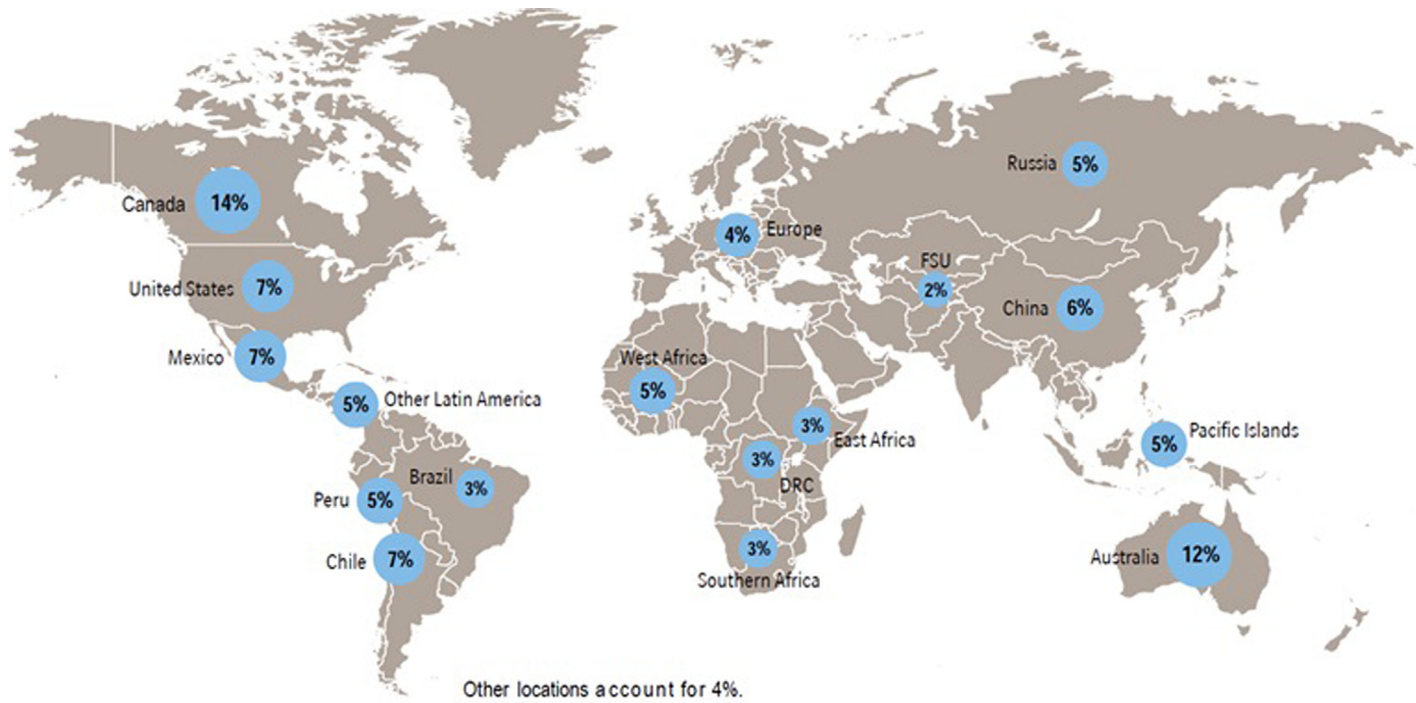 Canada 14%
United States 7%
Mexico 7%
5% Other Latin America
Brazil 3%
Peru 5%
Chile 7%
Russia 5%
4% Europe
FSU
2%
China 6%
West Africa
5%
3%
East Africa
3%
DRC
3%
Southern Africa
5% Pacific Islands
Australia 12%
Other locations account for 4%.